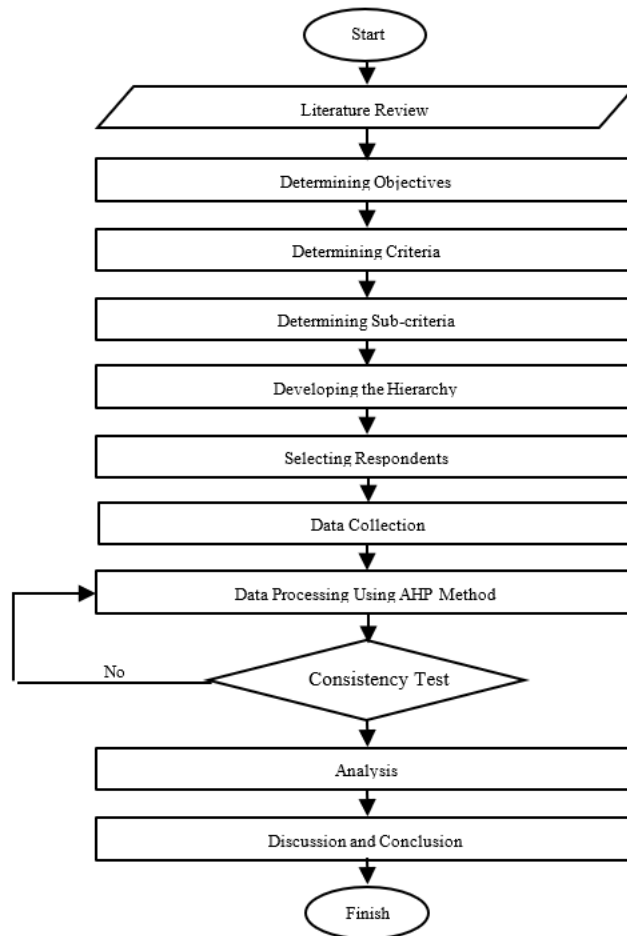 Start
Literature Review
Determining Objectives
Determining Criteria
Determining Sub-criteria
Developing the Hierarchy
Selecting Respondents
Data Collection
Data Processing Using AHP Method
No
Consistency Test
Analysis
Discussion and Conclusion
Finish